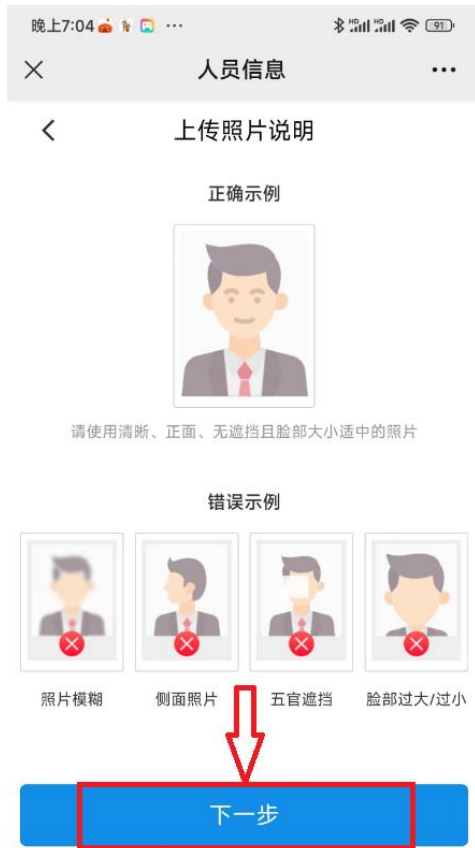 晚上7:04 ··· HD HD 91
人员信息 ···
上传照片说明
正确示例
请使用清晰、正面、无遮挡且脸部大小适中的照片
错误示例
照片模糊 侧面照片 五官遮挡 脸部过大/过小
下一步